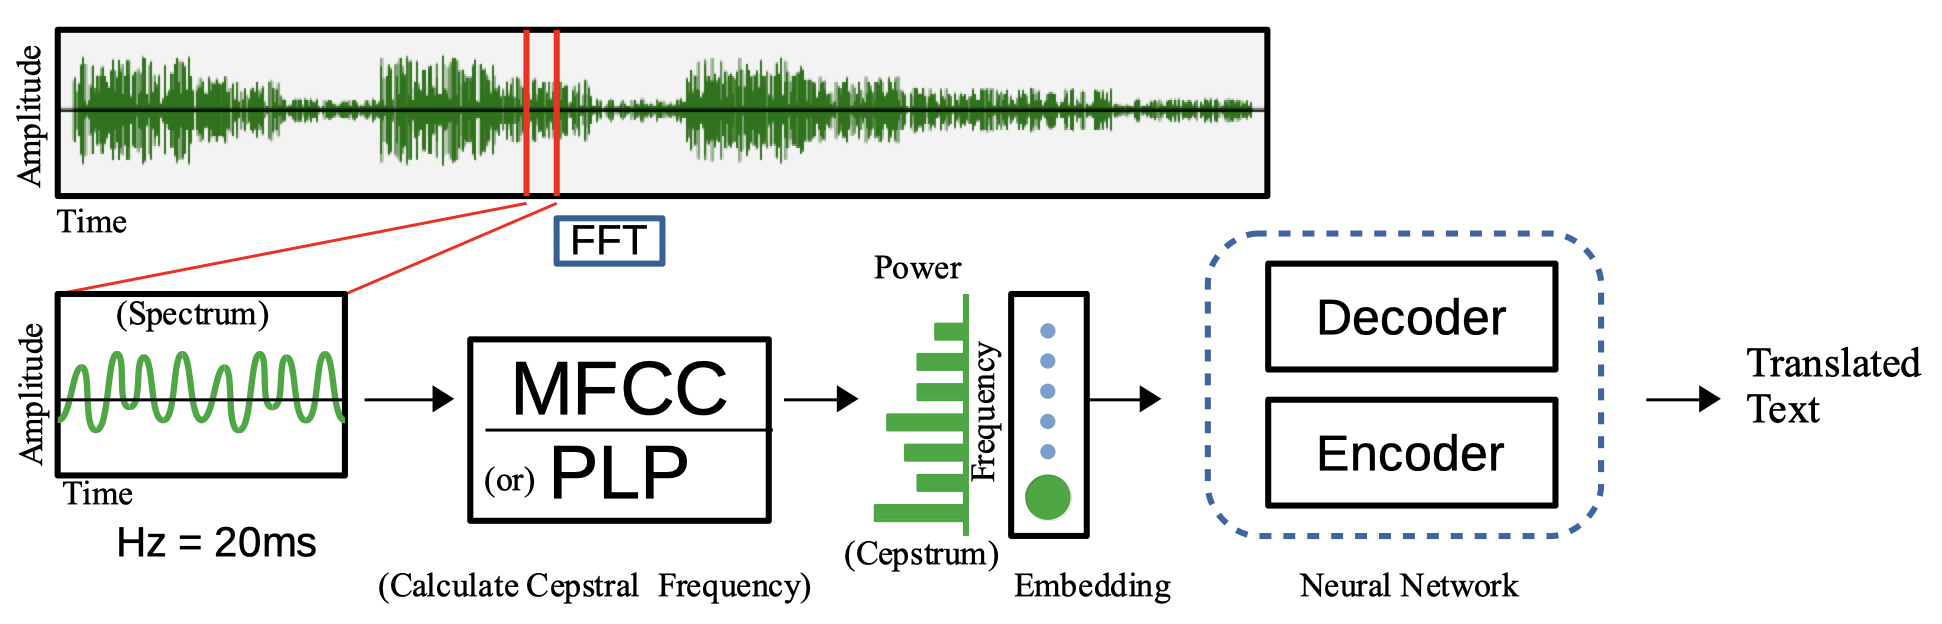 Amplitude
Time
FFT
(Spectrum)
Amplitude
Time
Hz = 20ms
MFCC
(or) PLP
(Calculate Cepstral Frequency)
Power
Frequency
(Cepstrum)
Embedding
Decoder
Encoder
Neural Network
Translated
Text